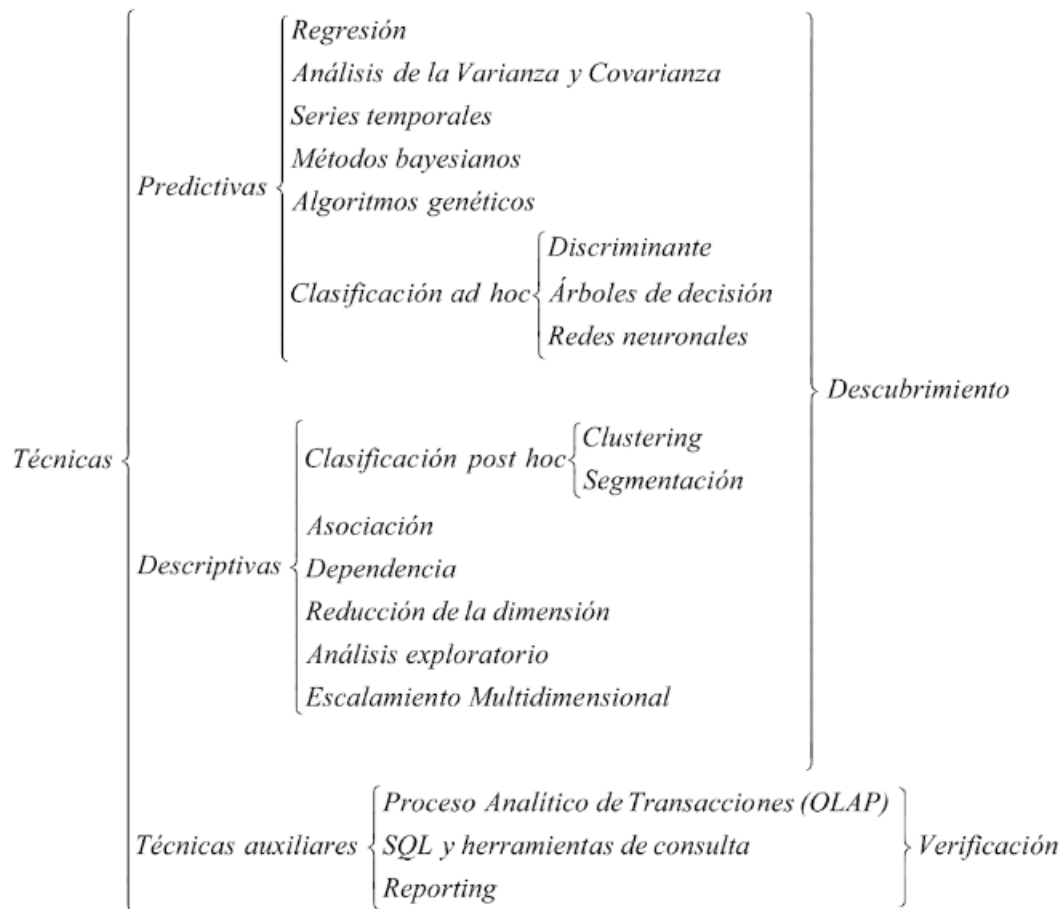 Regresión
Análisis de la Varianza y Covarianza
Series temporales
Métodos bayesianos
Predictivas
Algoritmos genéticos
Discriminante
Clasificación ad hoc
Árboles de decisión
Redes neuronales
Descubrimiento
Técnicas
Clasificación post hoc
Clustering
Segmentación
Asociación
Descriptivas
Dependencia
Reducción de la dimensión
Análisis exploratorio
Escalamiento Multidimensional
Proceso Analítico de Transacciones (OLAP)
Técnicas auxiliares
SQL y herramientas de consulta
Verificación
Reporting